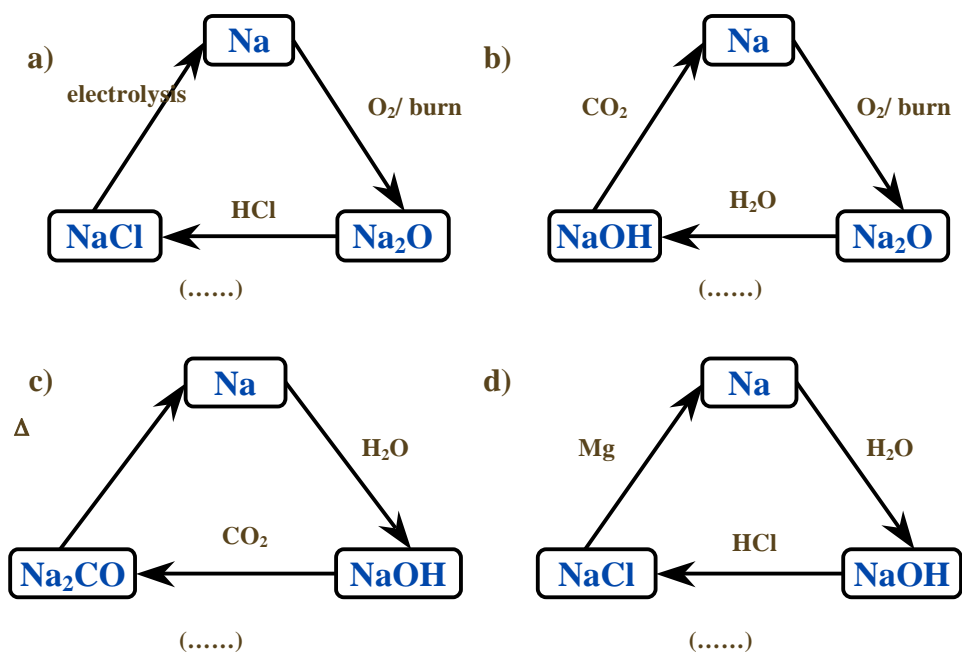 a)
Na
electrolysis
O₂/ burn
HCl
NaCl
Na₂O
(......)
b)
Na
CO₂
O₂/ burn
H₂O
NaOH
Na₂O
(......)
c)
Na
Δ
H₂O
CO₂
Na₂CO
NaOH
(......)
d)
Na
Mg
H₂O
HCl
NaCl
NaOH
(......)